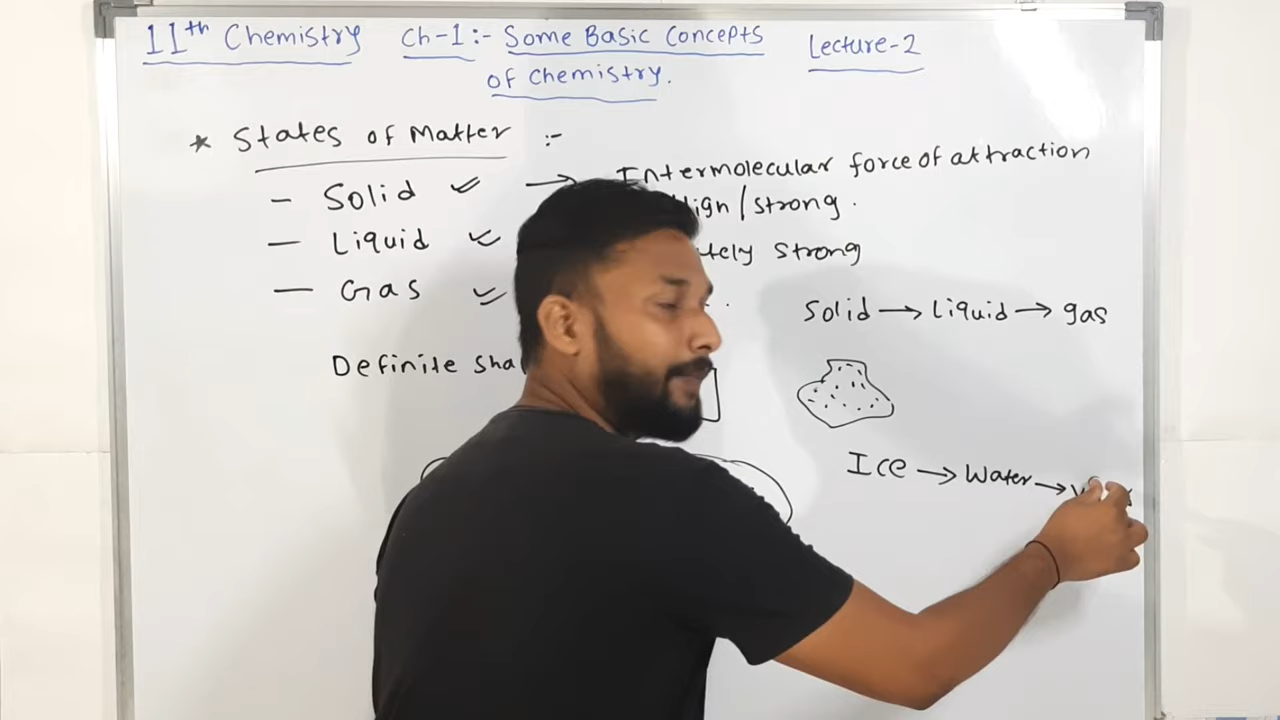 11th Chemistry Ch-1:- Some Basic Concepts of Chemistry. Lecture-2
* States of Matter :-
- Solid → Intermolecular force of attraction
/strong.
- Liquid strong
- Gas
Solid → Liquid → gas
Definite
Ice → Water →